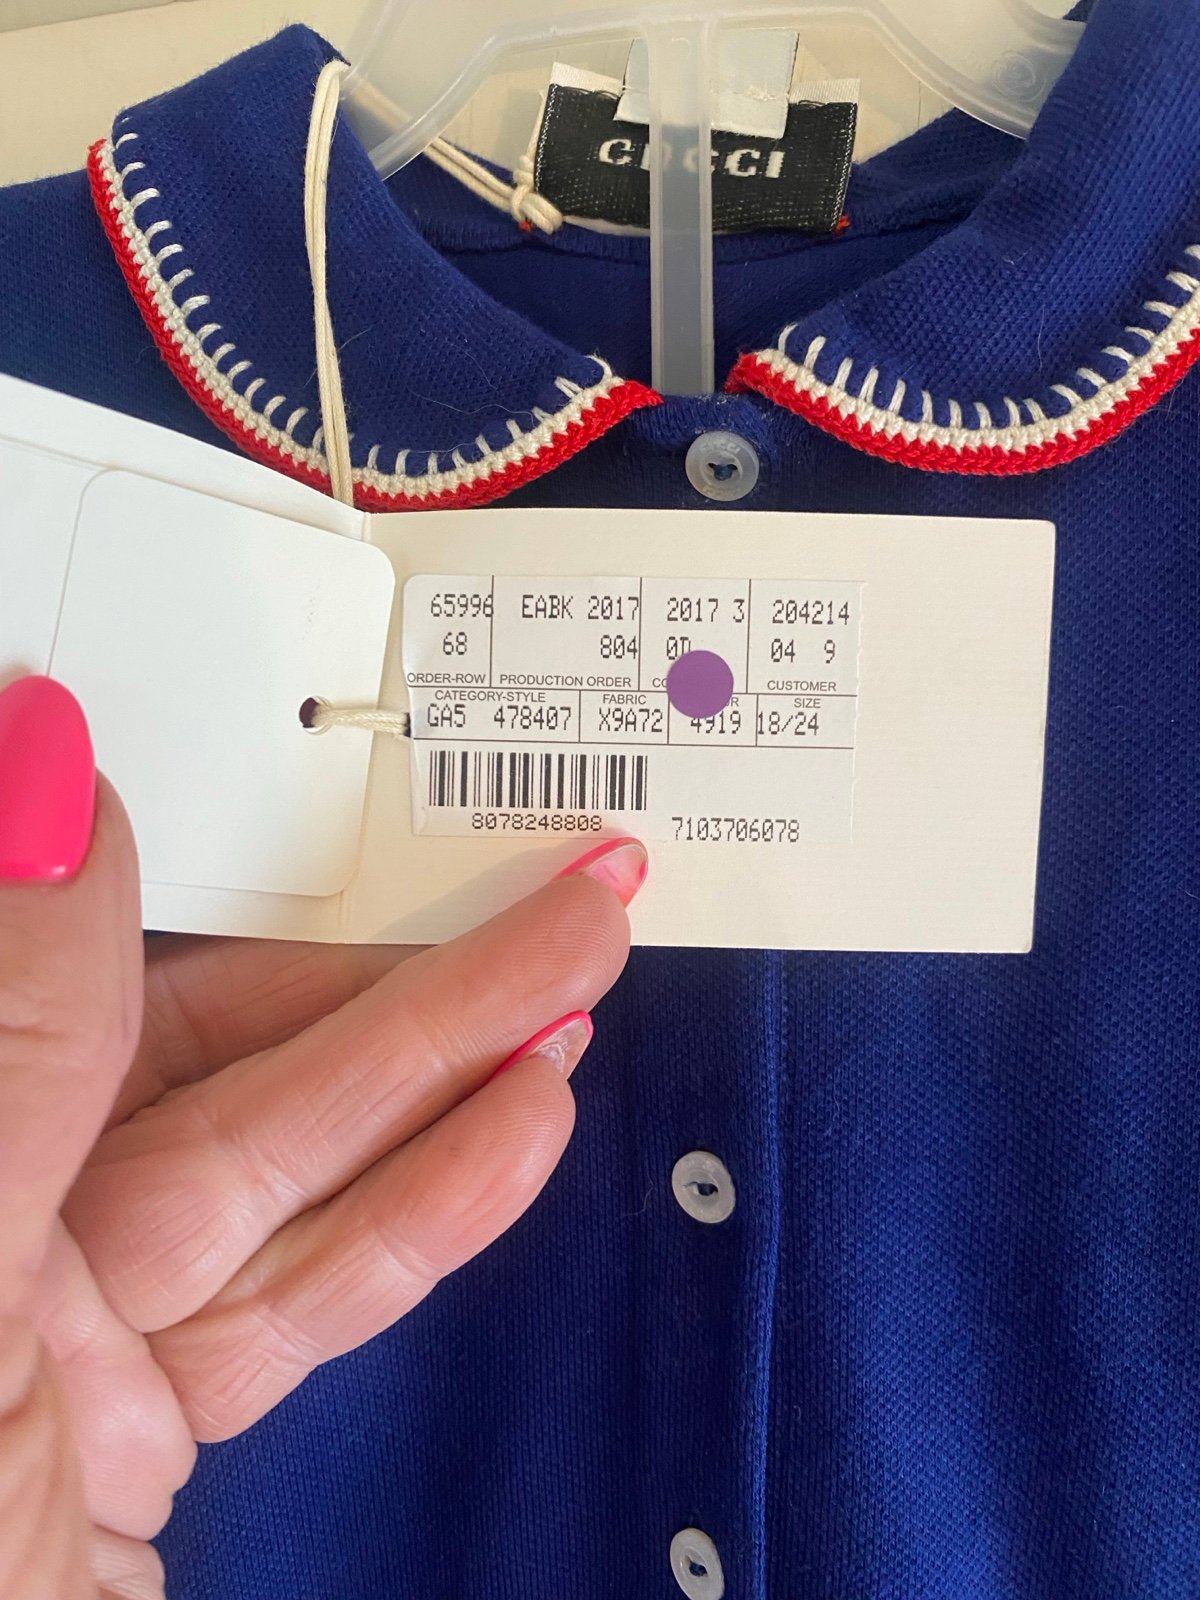 GUCCI
65996 EABK 2017 2017 3 204214
68 804 0D 04 9
ORDER-ROW PRODUCTION ORDER CUSTOMER
CATEGORY-STYLE FABRIC SIZE
GA5 478407 X9A72 4919 18/24
8078248808 7103706078